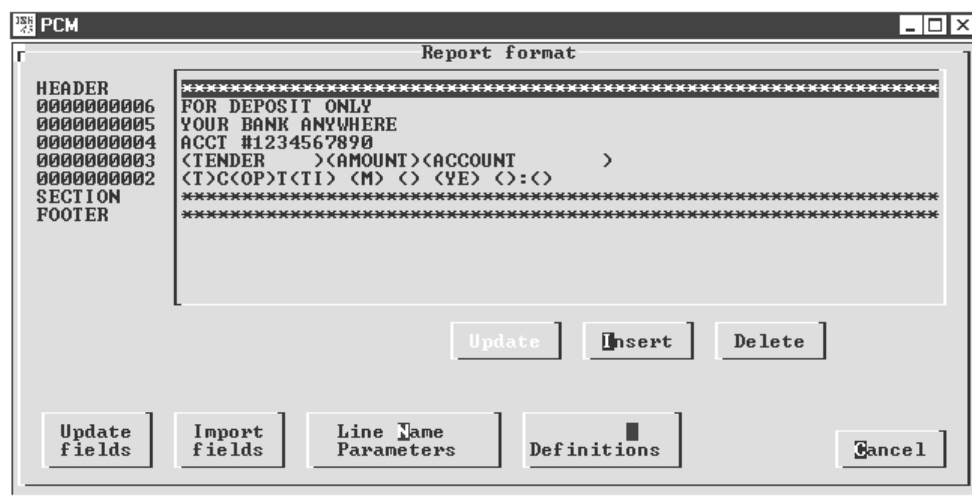 PCM
Report format
HEADER ****************************************************************
0000000006 FOR DEPOSIT ONLY
0000000005 YOUR BANK ANYWHERE
0000000004 ACCT #1234567890
0000000003 (TENDER     )(AMOUNT)(ACCOUNT         )
0000000002 (T)C(OP)T(TI) (M) () (YE) ():()
SECTION ****************************************************************
FOOTER ****************************************************************
Update Insert Delete
Update fields
Import fields
Line Name Parameters
Definitions
Cancel